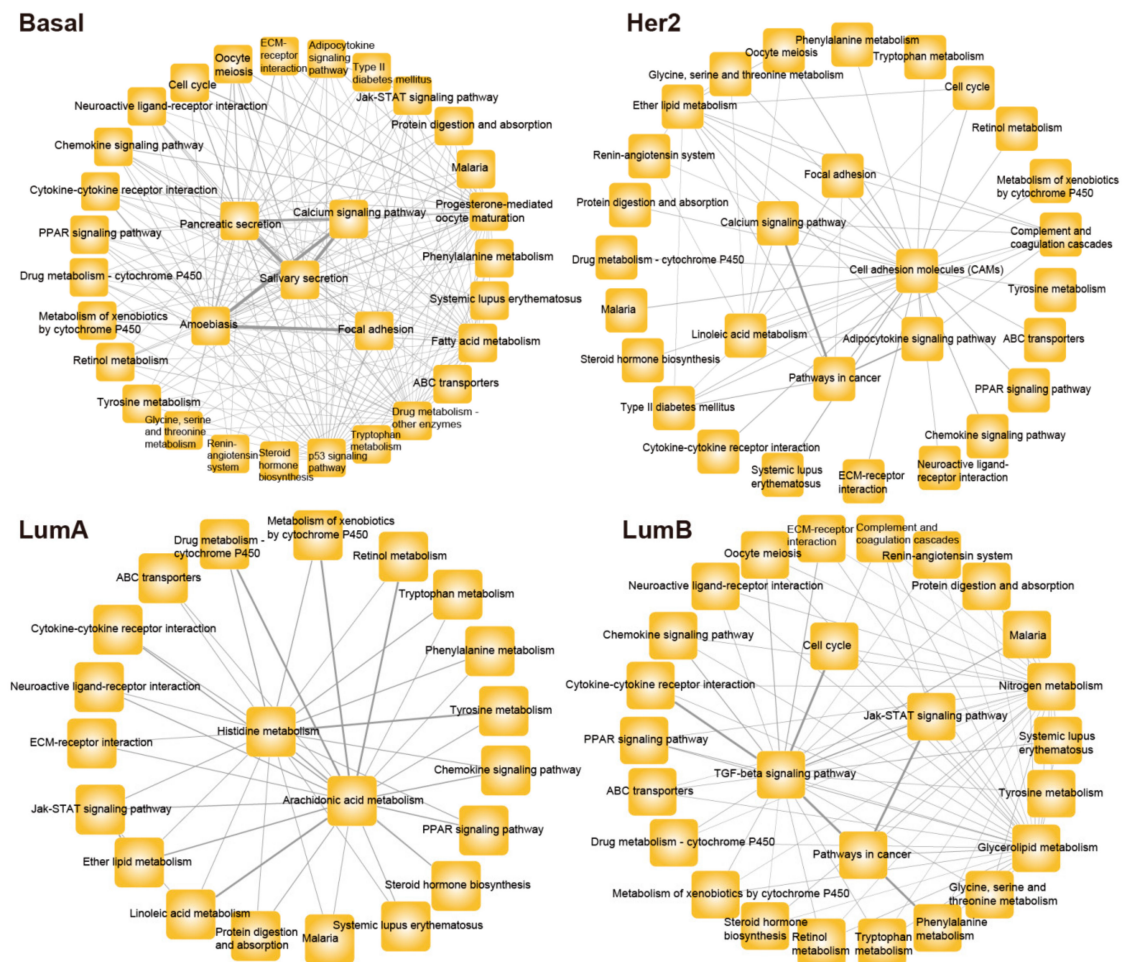 Basal
ECM-
receptor
interaction
Adipocytokine
signaling
pathway
Oocyte
meiosis
Type II
diabetes mellitus
Cell cycle
Jak-STAT signaling pathway
Neuroactive ligand-receptor interaction
Protein digestion and absorption
Chemokine signaling pathway
Malaria
Cytokine-cytokine receptor interaction
Progesterone-mediated
oocyte maturation
Calcium signaling pathway
Pancreatic secretion
PPAR signaling pathway
Phenylalanine metabolism
Drug metabolism - cytochrome P450
Salivary secretion
Systemic lupus erythematosus
Metabolism of xenobiotics
by cytochrome P450
Amoebiasis
Focal adhesion
Fatty acid metabolism
Retinol metabolism
ABC transporters
Tyrosine metabolism
Glycine, serine
and threonine
metabolism
Renin-
angiotensin
system
Steroid
hormone
biosynthesis
p53 signaling
pathway
Tryptophan
metabolism
Drug metabolism -
other enzymes
Her2
Phenylalanine metabolism
Oocyte meiosis
Tryptophan metabolism
Glycine, serine and threonine metabolism
Cell cycle
Ether lipid metabolism
Retinol metabolism
Renin-angiotensin system
Focal adhesion
Metabolism of xenobiotics
by cytochrome P450
Protein digestion and absorption
Calcium signaling pathway
Complement and
coagulation cascades
Drug metabolism - cytochrome P450
Cell adhesion molecules (CAMs)
Tyrosine metabolism
Malaria
Linoleic acid metabolism
Adipocytokine signaling pathway
ABC transporters
Steroid hormone biosynthesis
Pathways in cancer
PPAR signaling pathway
Type II diabetes mellitus
Chemokine signaling pathway
Cytokine-cytokine receptor interaction
Systemic lupus
erythematosus
ECM-receptor
interaction
Neuroactive ligand-
receptor interaction
LumA
Metabolism of xenobiotics
by cytochrome P450
Drug metabolism -
cytochrome P450
Retinol metabolism
ABC transporters
Tryptophan metabolism
Cytokine-cytokine receptor interaction
Phenylalanine metabolism
Neuroactive ligand-receptor interaction
Tyrosine metabolism
Histidine metabolism
ECM-receptor interaction
Chemokine signaling pathway
Arachidonic acid metabolism
Jak-STAT signaling pathway
PPAR signaling pathway
Ether lipid metabolism
Steroid hormone biosynthesis
Linoleic acid metabolism
Protein digestion
and absorption
Malaria
Systemic lupus erythematosus
LumB
ECM-receptor
interaction
Complement and
coagulation cascades
Oocyte meiosis
Renin-angiotensin system
Neuroactive ligand-receptor interaction
Protein digestion and absorption
Chemokine signaling pathway
Cell cycle
Malaria
Cytokine-cytokine receptor interaction
Nitrogen metabolism
Jak-STAT signaling pathway
PPAR signaling pathway
Systemic lupus
erythematosus
TGF-beta signaling pathway
ABC transporters
Tyrosine metabolism
Drug metabolism - cytochrome P450
Pathways in cancer
Glycerolipid metabolism
Metabolism of xenobiotics by cytochrome P450
Glycine, serine and
threonine metabolism
Steroid hormone
biosynthesis
Retinol
metabolism
Tryptophan
metabolism
Phenylalanine
metabolism